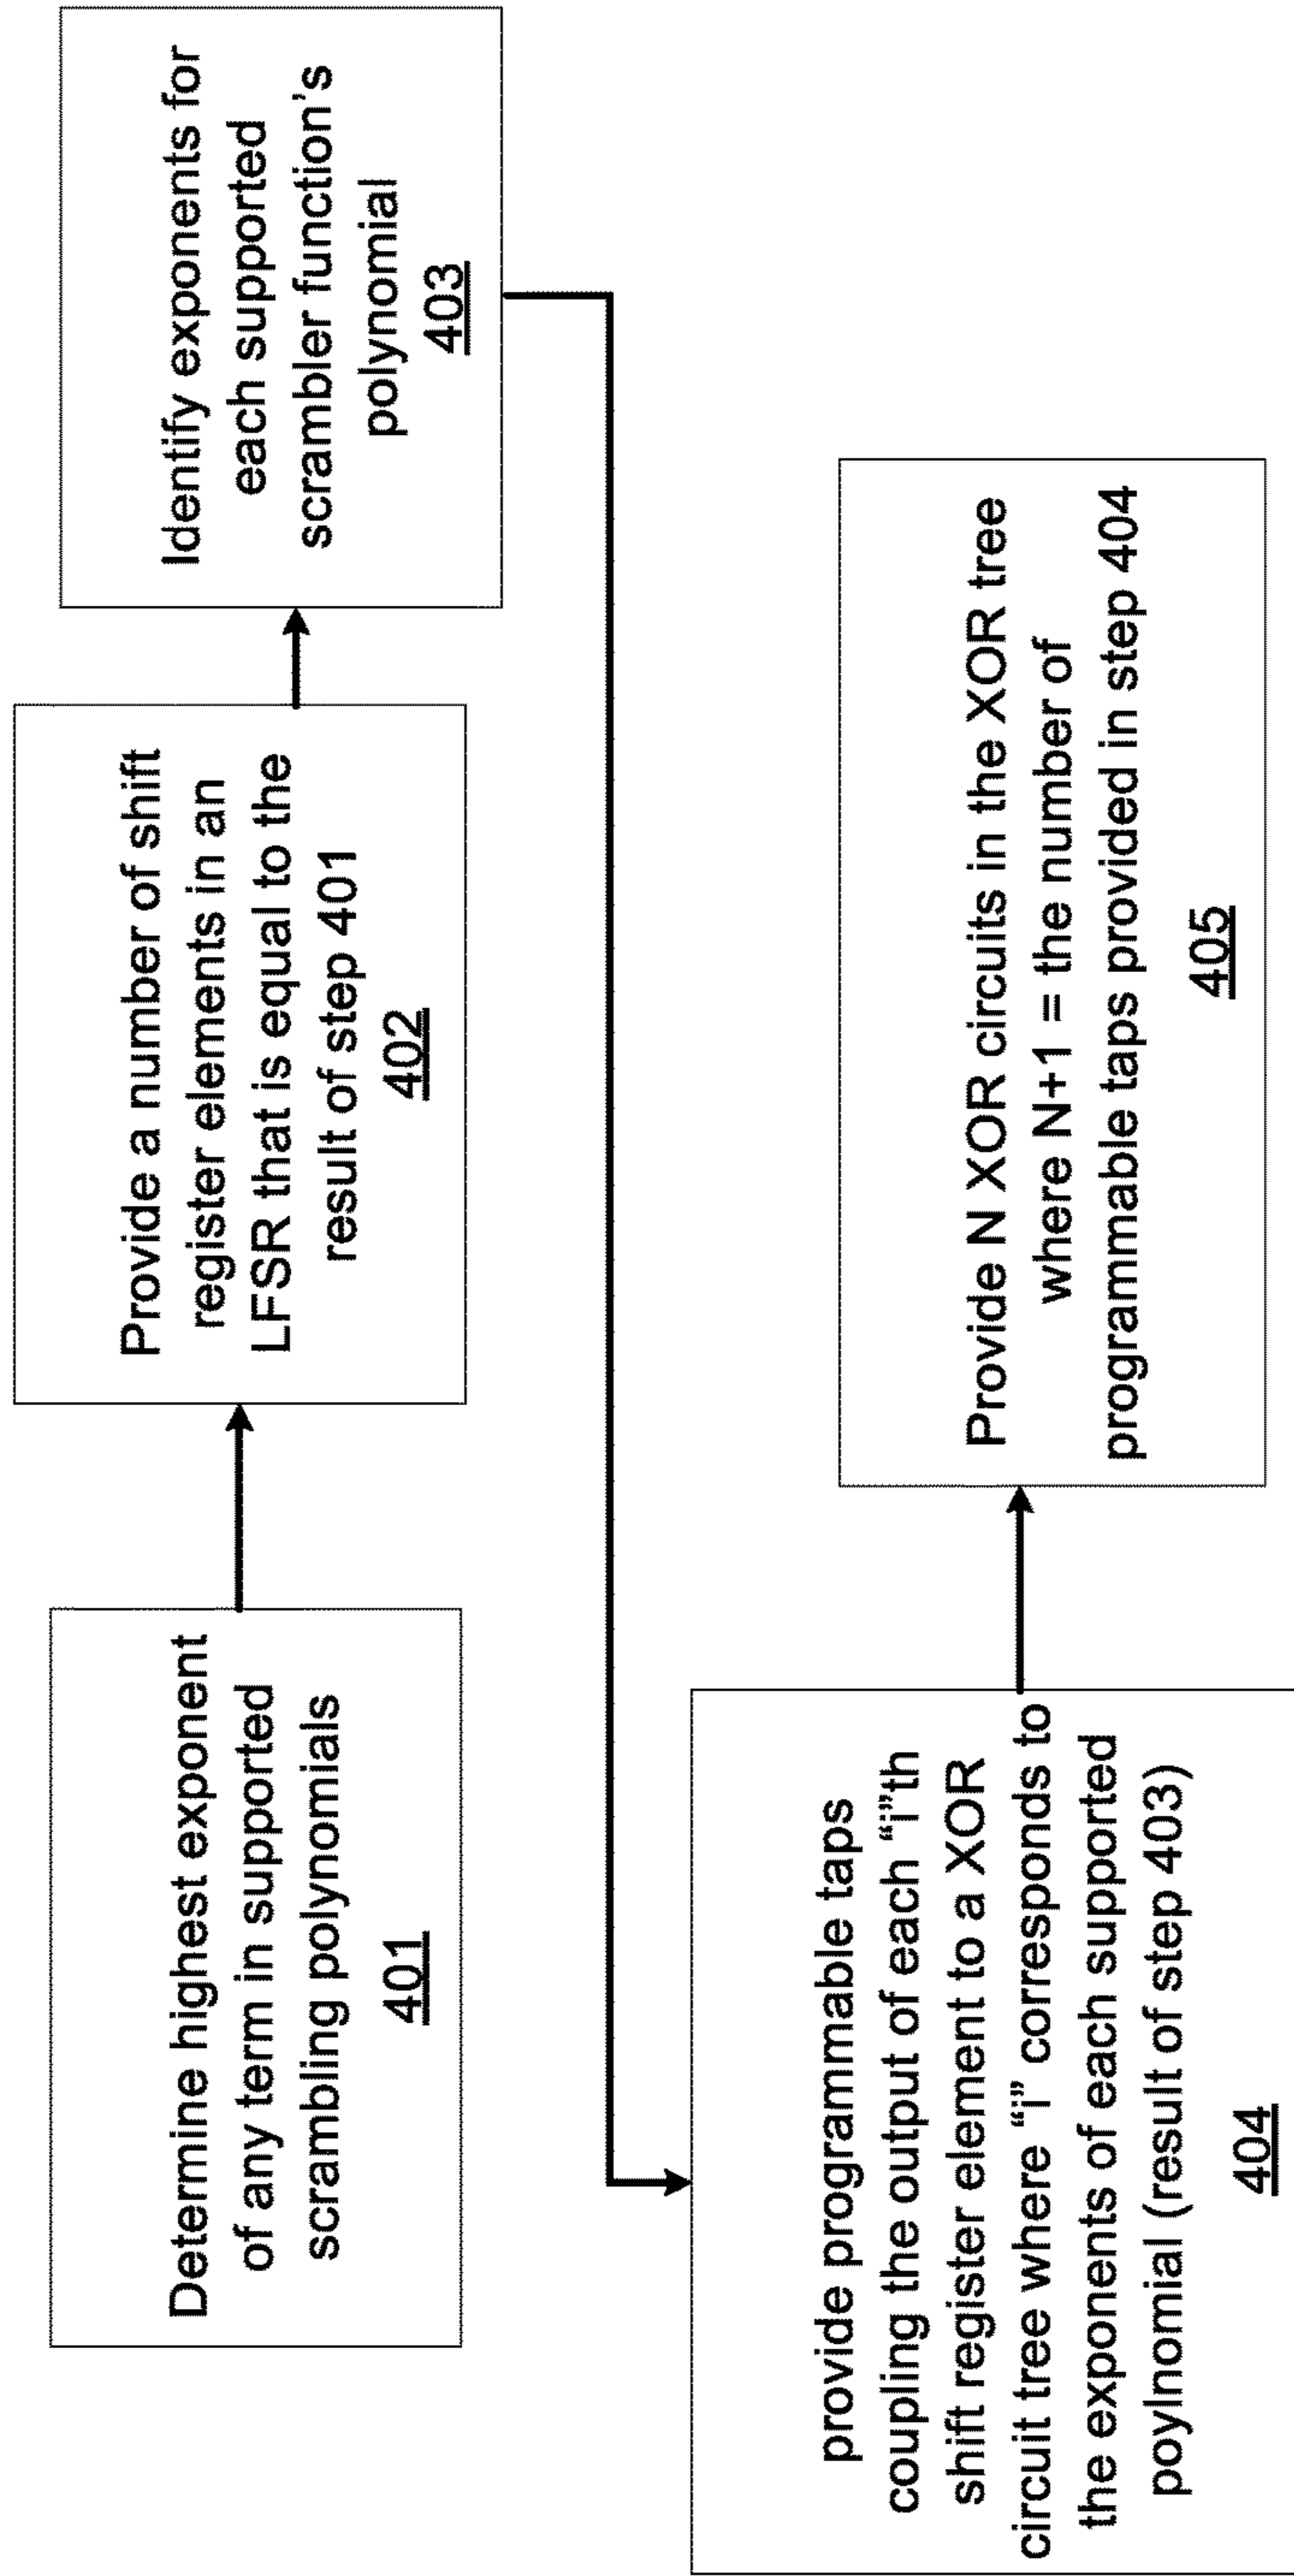 Determine highest exponent
of any term in supported
scrambling polynomials
401
Provide a number of shift
register elements in an
LFSR that is equal to the
result of step 401
402
Identify exponents for
each supported
scrambler function's
polynomial
403
provide programmable taps
coupling the output of each “i”th
shift register element to a XOR
circuit tree where “i” corresponds to
the exponents of each supported
poylnomial (result of step 403)
404
Provide N XOR circuits in the XOR tree
where N+1 = the number of
programmable taps provided in step 404
405